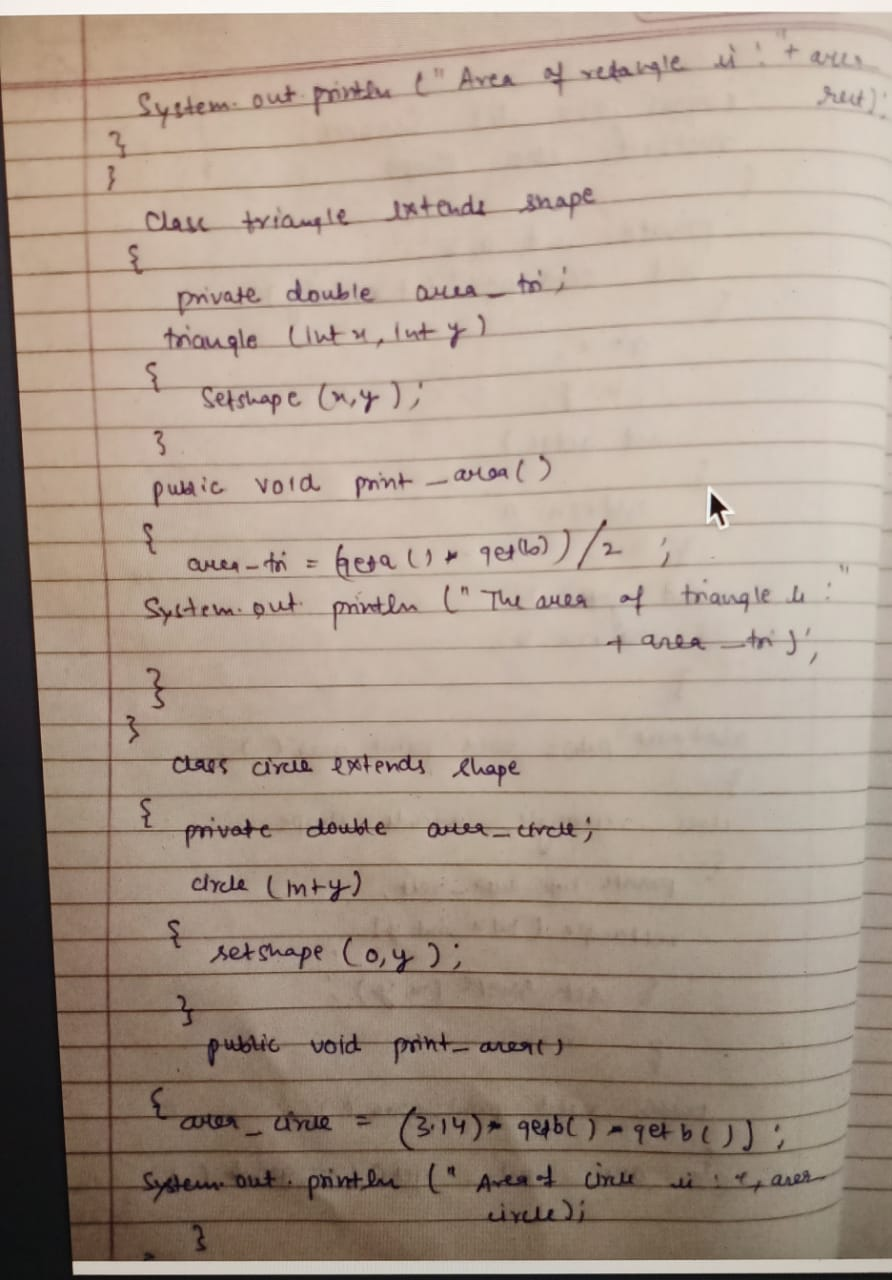 System.out.println (" Area of retangle is : "+ area
rect);
}
}
Class triangle extends shape
{
private double area_tri;
triangle (int x, int y)
{
Setshape (x,y);
}
public void print_area()
{
area_tri = (geta () * get(b)) /2 ;
System.out.println (" The area of triangle is : "
+ area_tri );
}
}
class circle extends shape
{
private double area_circle;
circle (int y)
{
setshape (0,y);
}
public void print_area()
{
area_circle = (3.14) * getb() * getb());
System.out.println (" Area of circle is : , area
circle);
}